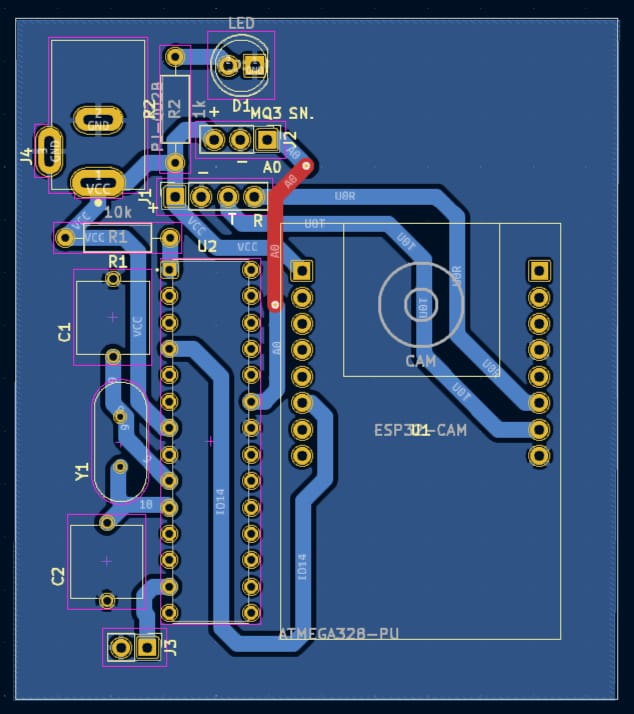 LED
D1
R2
R2
1k
+
MQ3 SN.
J2
GND
GND
J4
VCC
-
A0
A0
A0
J1
+
-
T
R
U0R
10k
VCC
VCC
VCC
VCC
R1
R1
U2
U0T
U0T
A0
A0
C1
VCC
U0T
U0R
CAM
U0R
U0T
9
9
ESP32-CAM
U1
Y1
10
IO14
IO14
C2
ATMEGA328-PU
J3